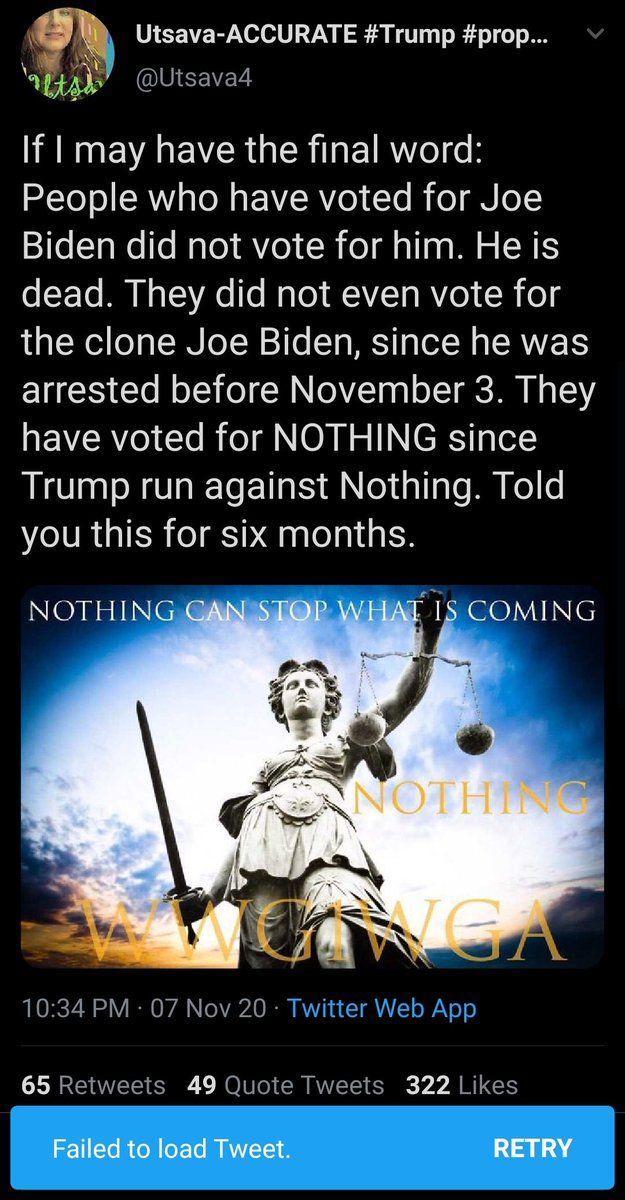 Utsava-ACCURATE #Trump #prop...
@Utsava4
If I may have the final word:
People who have voted for Joe
Biden did not vote for him. He is
dead. They did not even vote for
the clone Joe Biden, since he was
arrested before November 3. They
have voted for NOTHING since
Trump run against Nothing. Told
you this for six months.
NOTHING CAN STOP WHAT IS COMING
NOTHING
WWG1WGA
10:34 PM · 07 Nov 20 · Twitter Web App
65 Retweets 49 Quote Tweets 322 Likes
Failed to load Tweet. RETRY